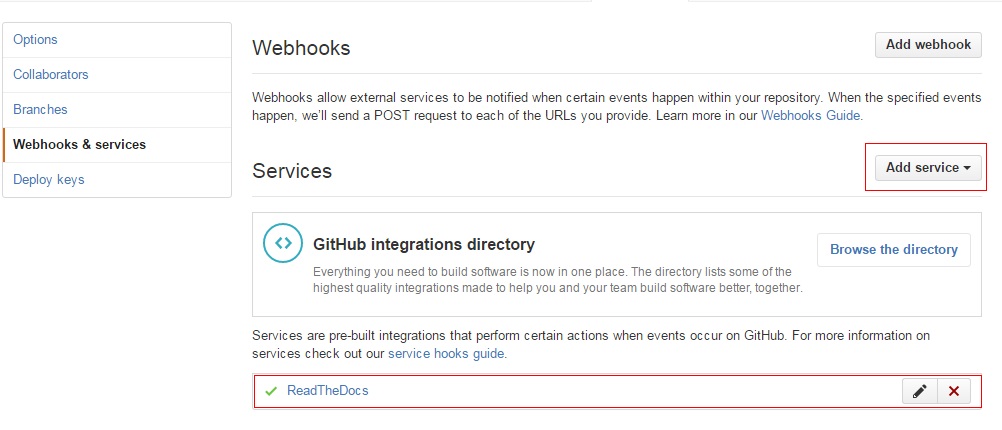 Options
Collaborators
Branches
Webhooks & services
Deploy keys
Webhooks
Add webhook
Webhooks allow external services to be notified when certain events happen within your repository. When the specified events
happen, we'll send a POST request to each of the URLs you provide. Learn more in our Webhooks Guide.
Services
Add service
GitHub integrations directory
Browse the directory
Everything you need to build software is now in one place. The directory lists some of the
highest quality integrations made to help you and your team build software better, together.
Services are pre-built integrations that perform certain actions when events occur on GitHub. For more information on
services check out our service hooks guide.
ReadTheDocs